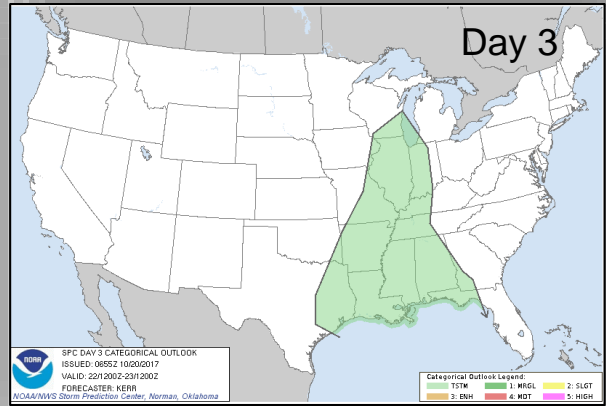 Day 3
NOAA
SPC DAY 3 CATEGORICAL OUTLOOK
ISSUED: 0655Z 10/20/2017
VALID: 22/1200Z-23/1200Z
FORECASTER: KERR
NOAA/NWS Storm Prediction Center, Norman, Oklahoma
Categorical Outlook Legend:
TSTM 1: MRGL 2: SLGT
3: ENH 4: MDT 5: HIGH